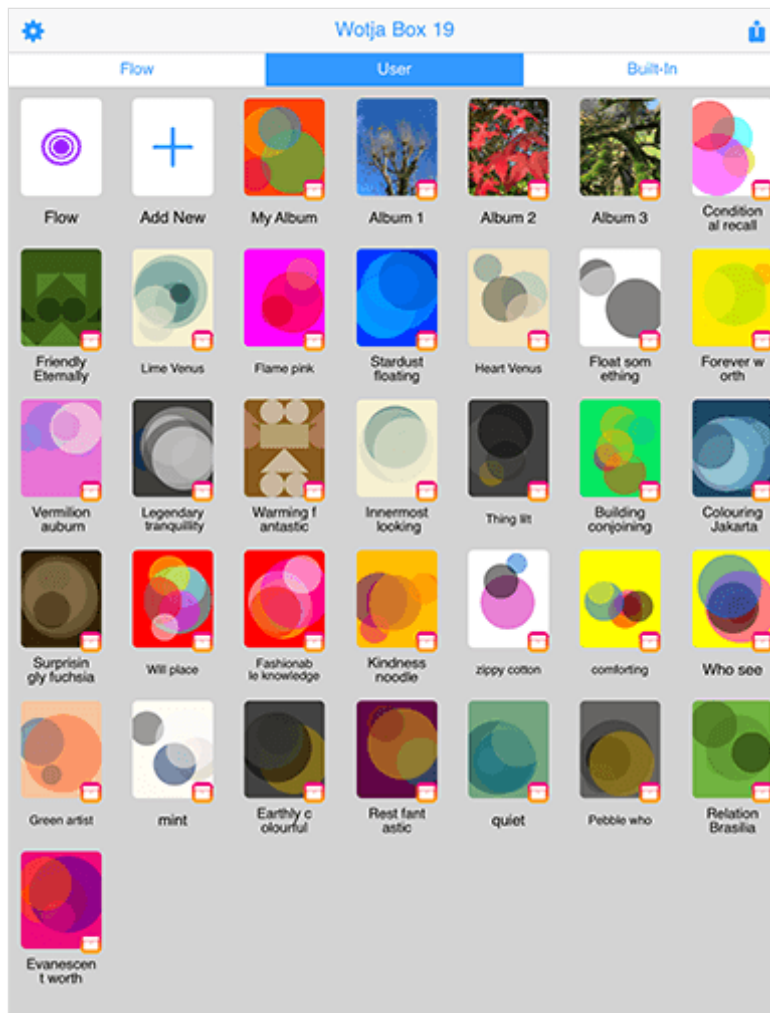 Wotja Box 19
Flow User Built-In
Flow
Add New
My Album
Album 1
Album 2
Album 3
Condition
al recall
Friendly
Eternally
Lime Venus
Flame pink
Stardust
floating
Heart Venus
Float som
ething
Forever w
orth
Vermilion
auburn
Legendary
tranquillity
Warming f
antastic
Innermost
looking
Thing lilt
Building
conjoining
Colouring
Jakarta
Surprisin
gly fuchsia
Will place
Fashionab
le knowledge
Kindness
noodle
zippy cotton
comforting
Who see
Green artist
mint
Earthly c
olourful
Rest fant
astic
quiet
Pebble who
Relation
Brasilia
Evanescen
t worth